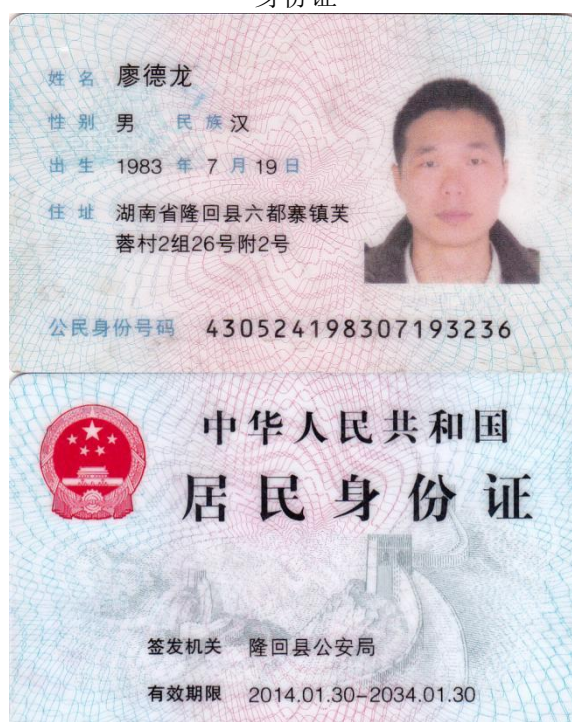 身份证
姓名 廖德龙
性别 男 民族 汉
出生 1983 年 7 月 19 日
住址 湖南省隆回县六都寨镇芙
蓉村2组26号附2号
公民身份号码 430524198307193236
中华人民共和国
居民身份证
签发机关 隆回县公安局
有效期限 2014.01.30-2034.01.30